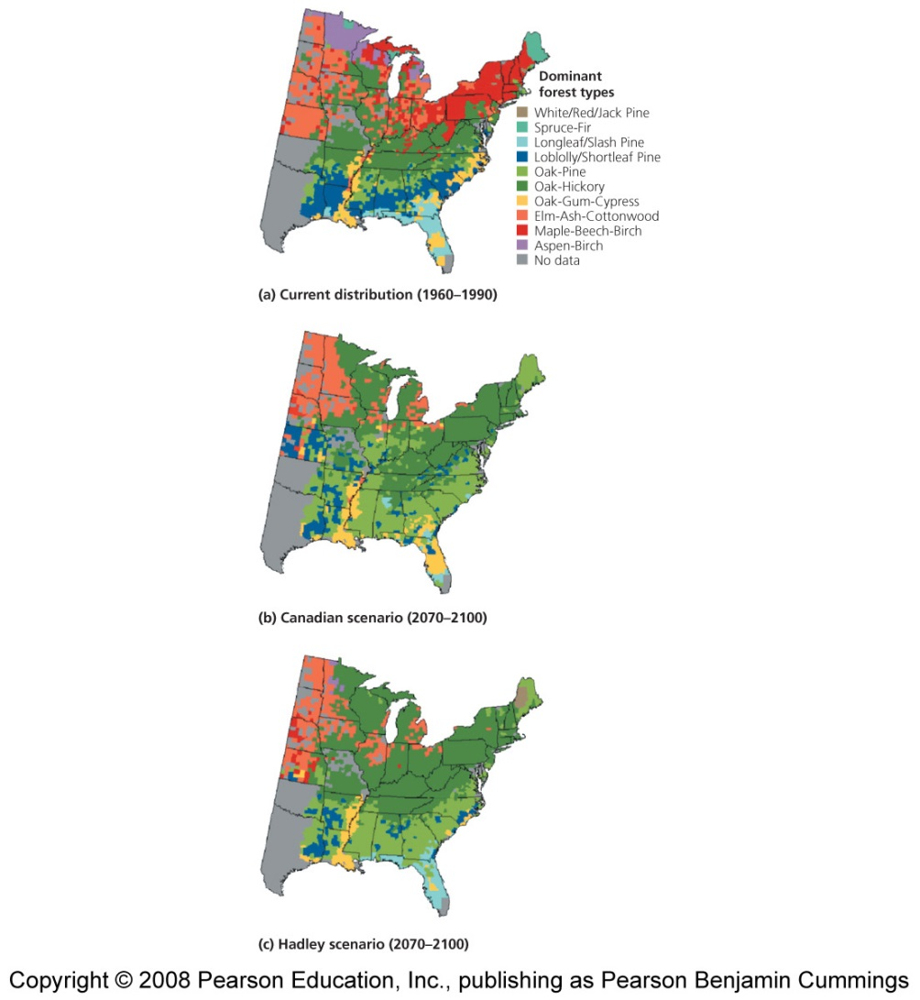 Dominant
forest types
White/Red/Jack Pine
Spruce-Fir
Longleaf/Slash Pine
Loblolly/Shortleaf Pine
Oak-Pine
Oak-Hickory
Oak-Gum-Cypress
Elm-Ash-Cottonwood
Maple-Beech-Birch
Aspen-Birch
No data
(a) Current distribution (1960–1990)
(b) Canadian scenario (2070–2100)
(c) Hadley scenario (2070–2100)
Copyright © 2008 Pearson Education, Inc., publishing as Pearson Benjamin Cummings